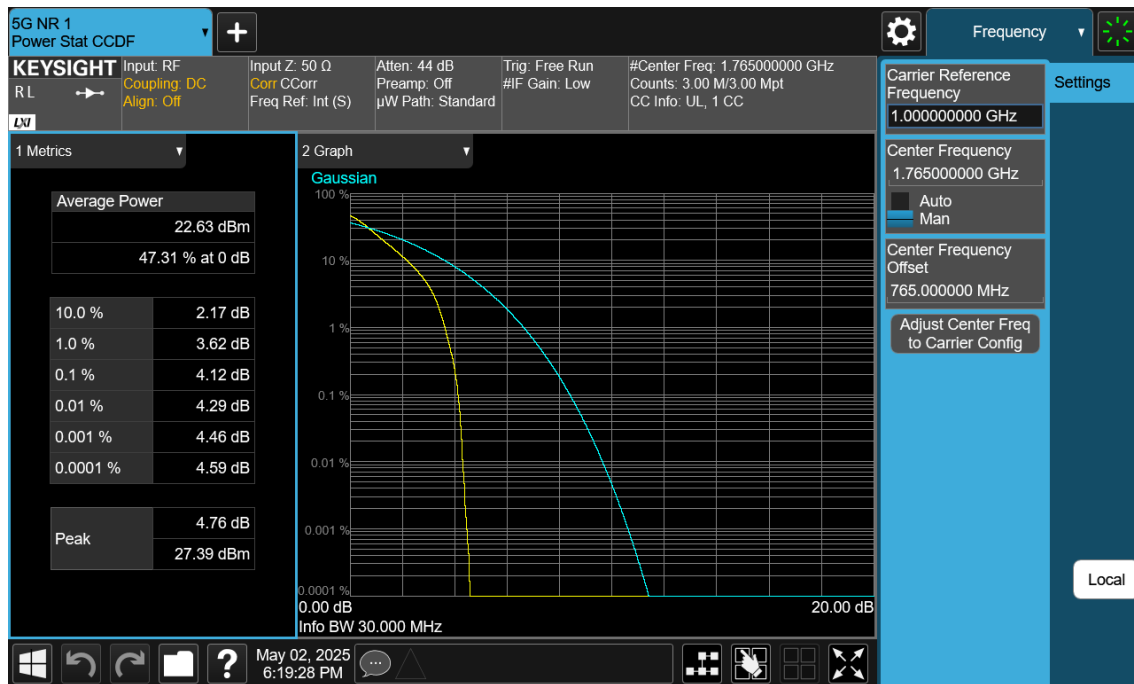 5G NR 1
Power Stat CCDF
+
Frequency
KEYSIGHT
R L
LXI
Input: RF
Coupling: DC
Align: Off
Input Z: 50 Ω
Corr CCorr
Freq Ref: Int (S)
Atten: 44 dB
Preamp: Off
µW Path: Standard
Trig: Free Run
#IF Gain: Low
#Center Freq: 1.765000000 GHz
Counts: 3.00 M/3.00 Mpt
CC Info: UL, 1 CC
Carrier Reference
Frequency
1.000000000 GHz
Settings
Center Frequency
1.765000000 GHz
Auto
Man
Center Frequency
Offset
765.000000 MHz
Adjust Center Freq
to Carrier Config
Local
1 Metrics
Average Power
22.63 dBm
47.31 % at 0 dB
10.0 % 2.17 dB
1.0 % 3.62 dB
0.1 % 4.12 dB
0.01 % 4.29 dB
0.001 % 4.46 dB
0.0001 % 4.59 dB
Peak
4.76 dB
27.39 dBm
2 Graph
Gaussian
100 %
10 %
1 %
0.1 %
0.01 %
0.001 %
0.0001 %
0.00 dB 20.00 dB
Info BW 30.000 MHz
?
May 02, 2025
6:19:28 PM